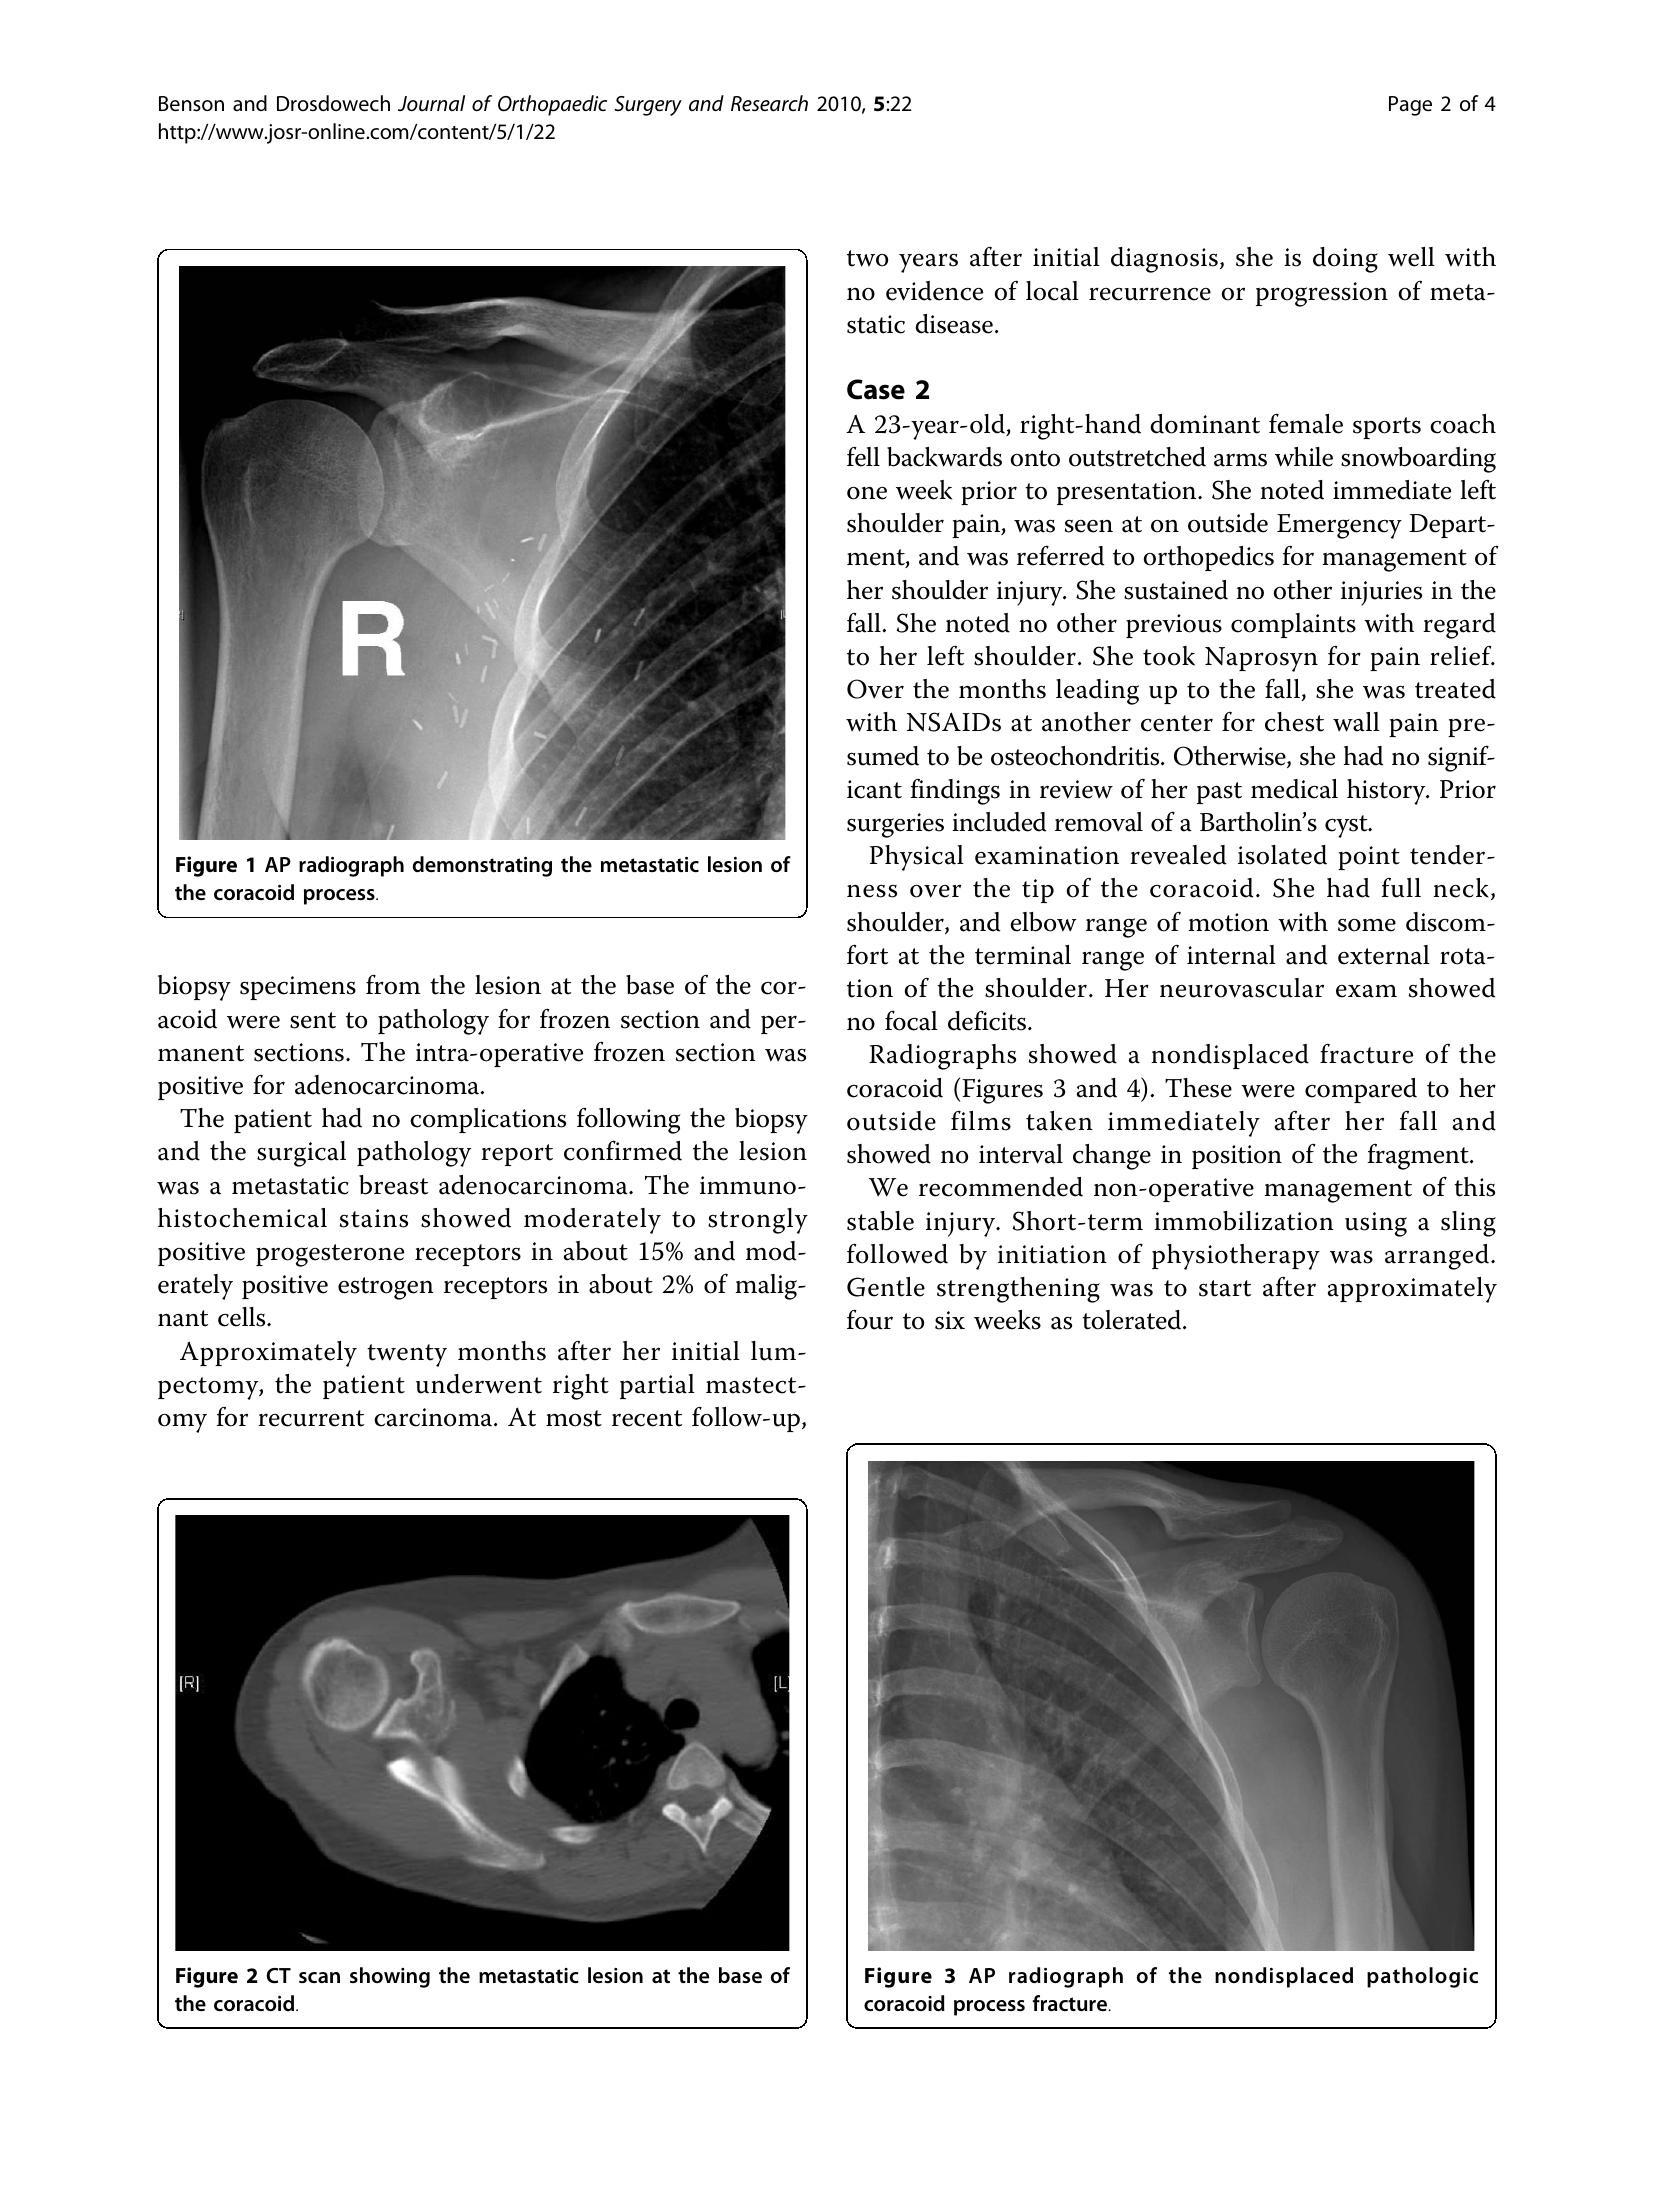 Benson and Drosdowech Journal of Orthopaedic Surgery and Research 2010, 5:22
http://www.josr-online.com/content/5/1/22
Page 2 of 4
R
Figure 1 AP radiograph demonstrating the metastatic lesion of
the coracoid process.
biopsy specimens from the lesion at the base of the cor-
acoid were sent to pathology for frozen section and per-
manent sections. The intra-operative frozen section was
positive for adenocarcinoma.
The patient had no complications following the biopsy
and the surgical pathology report confirmed the lesion
was a metastatic breast adenocarcinoma. The immuno-
histochemical stains showed moderately to strongly
positive progesterone receptors in about 15% and mod-
erately positive estrogen receptors in about 2% of malig-
nant cells.
Approximately twenty months after her initial lum-
pectomy, the patient underwent right partial mastect-
omy for recurrent carcinoma. At most recent follow-up,
[R]
[L]
Figure 2 CT scan showing the metastatic lesion at the base of
the coracoid.
two years after initial diagnosis, she is doing well with
no evidence of local recurrence or progression of meta-
static disease.
Case 2
A 23-year-old, right-hand dominant female sports coach
fell backwards onto outstretched arms while snowboarding
one week prior to presentation. She noted immediate left
shoulder pain, was seen at on outside Emergency Depart-
ment, and was referred to orthopedics for management of
her shoulder injury. She sustained no other injuries in the
fall. She noted no other previous complaints with regard
to her left shoulder. She took Naprosyn for pain relief.
Over the months leading up to the fall, she was treated
with NSAIDs at another center for chest wall pain pre-
sumed to be osteochondritis. Otherwise, she had no signif-
icant findings in review of her past medical history. Prior
surgeries included removal of a Bartholin's cyst.
Physical examination revealed isolated point tender-
ness over the tip of the coracoid. She had full neck,
shoulder, and elbow range of motion with some discom-
fort at the terminal range of internal and external rota-
tion of the shoulder. Her neurovascular exam showed
no focal deficits.
Radiographs showed a nondisplaced fracture of the
coracoid (Figures 3 and 4). These were compared to her
outside films taken immediately after her fall and
showed no interval change in position of the fragment.
We recommended non-operative management of this
stable injury. Short-term immobilization using a sling
followed by initiation of physiotherapy was arranged.
Gentle strengthening was to start after approximately
four to six weeks as tolerated.
Figure 3 AP radiograph of the nondisplaced pathologic
coracoid process fracture.